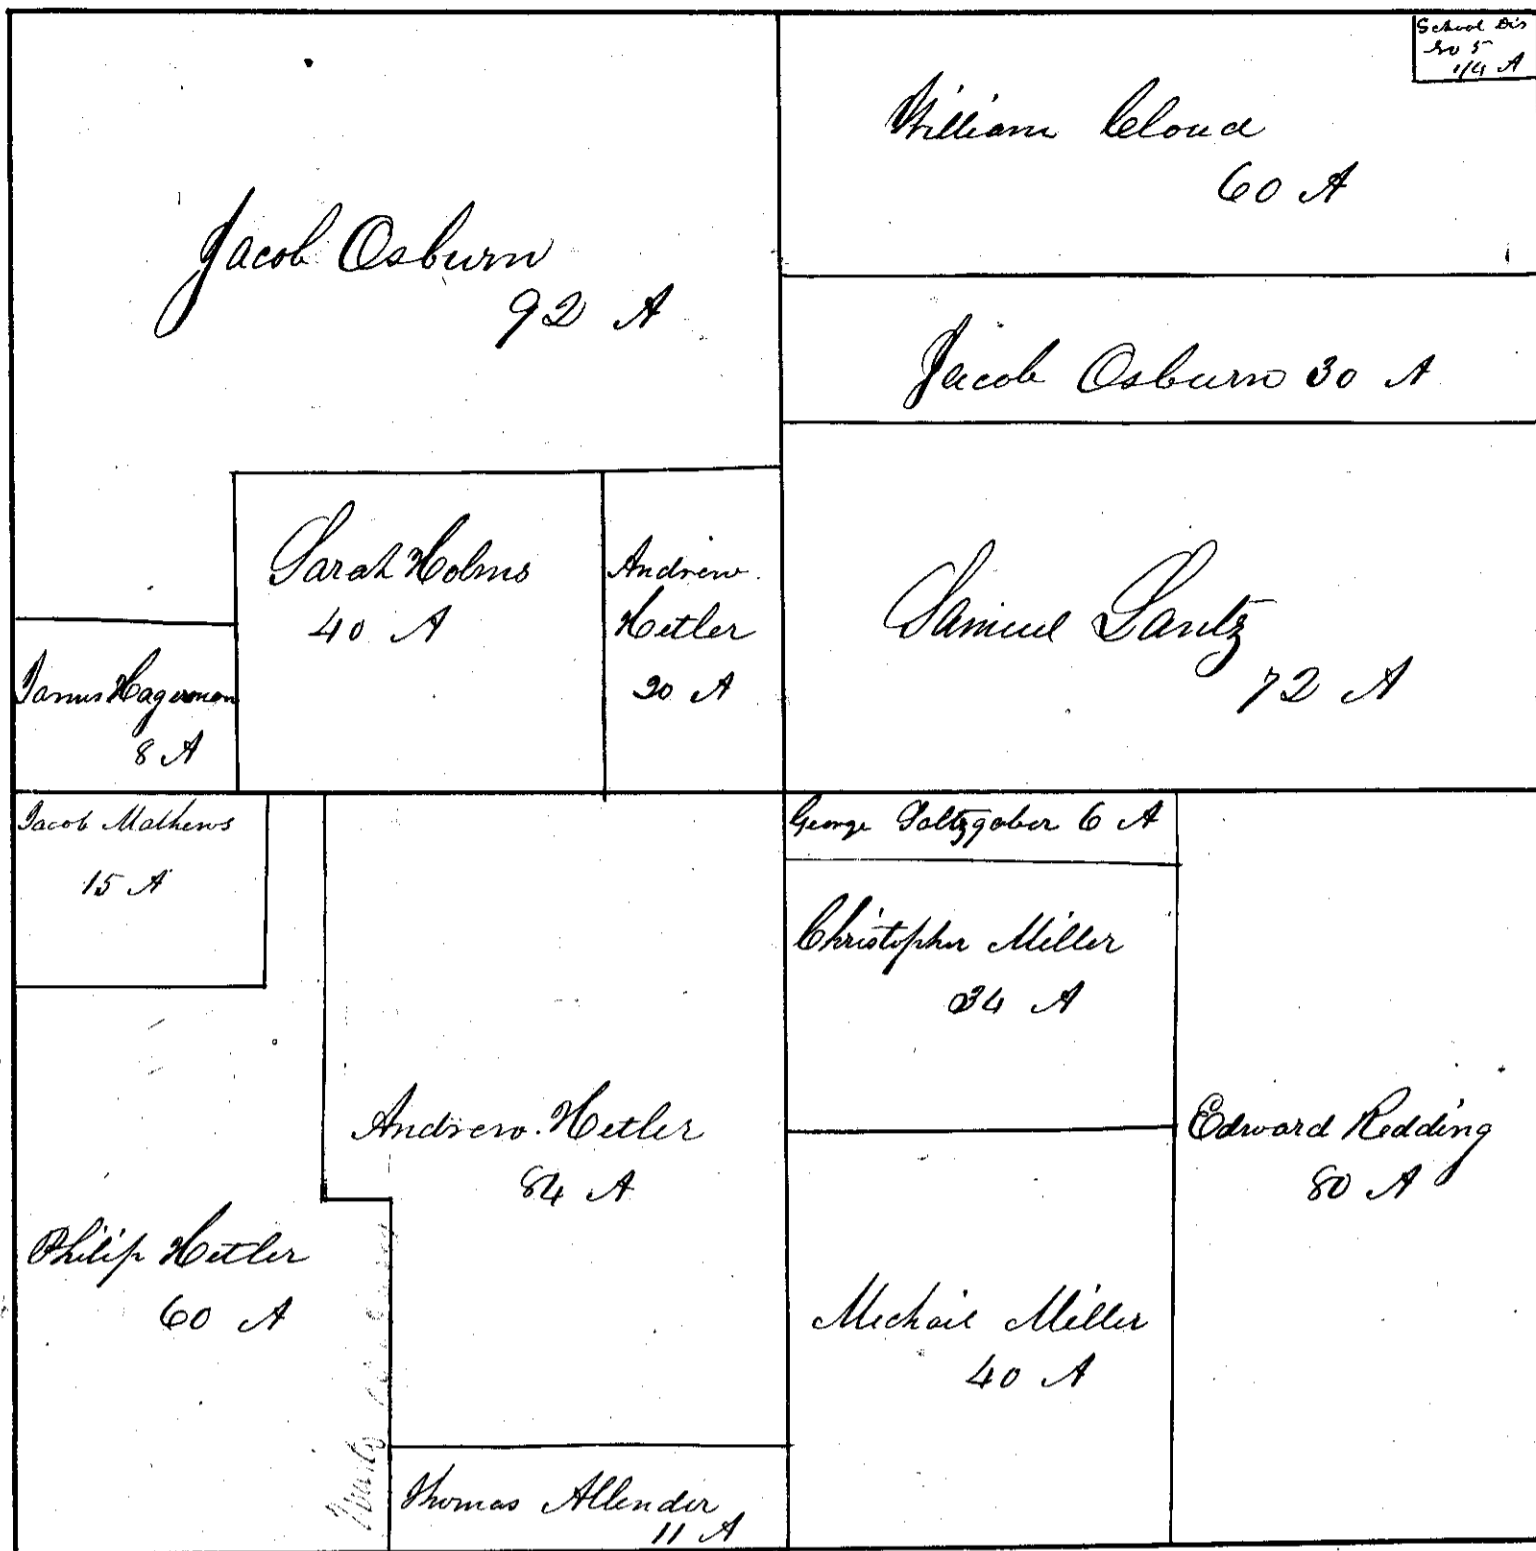 School Dis
No 5
1/4 A
William Cloud
60 A
Jacob Osburn
92 A
Jacob Osburn 30 A
Sarah Holms
40 A
Andrew
Hetler
20 A
Samuel Lantz
72 A
James Hagerman
8 A
Jacob Mathews
15 A
George Saltzgaber 6 A
Christopher Miller
34 A
Andrew Hetler
84 A
Edward Redding
80 A
Philip Hetler
60 A
Michail Miller
40 A
Thomas Allender
11 A